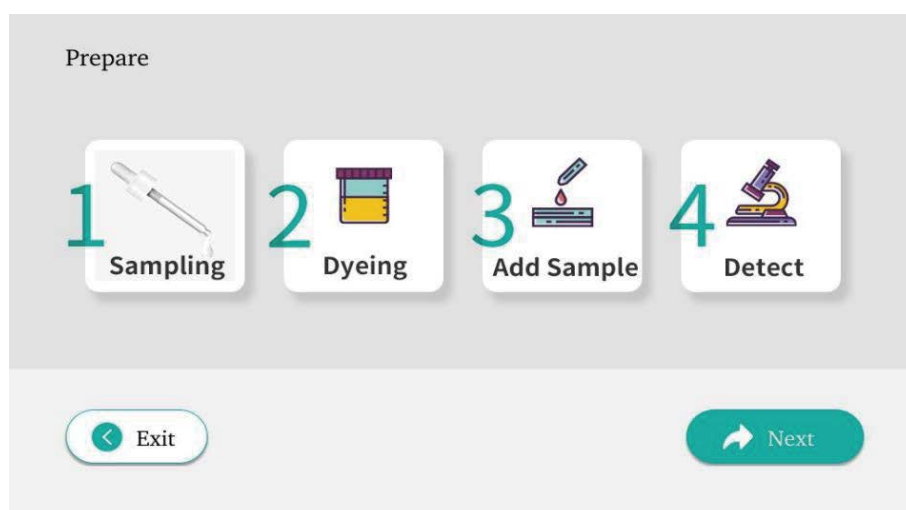 Prepare
1
Sampling
2
Dyeing
3
Add Sample
4
Detect
Exit
Next